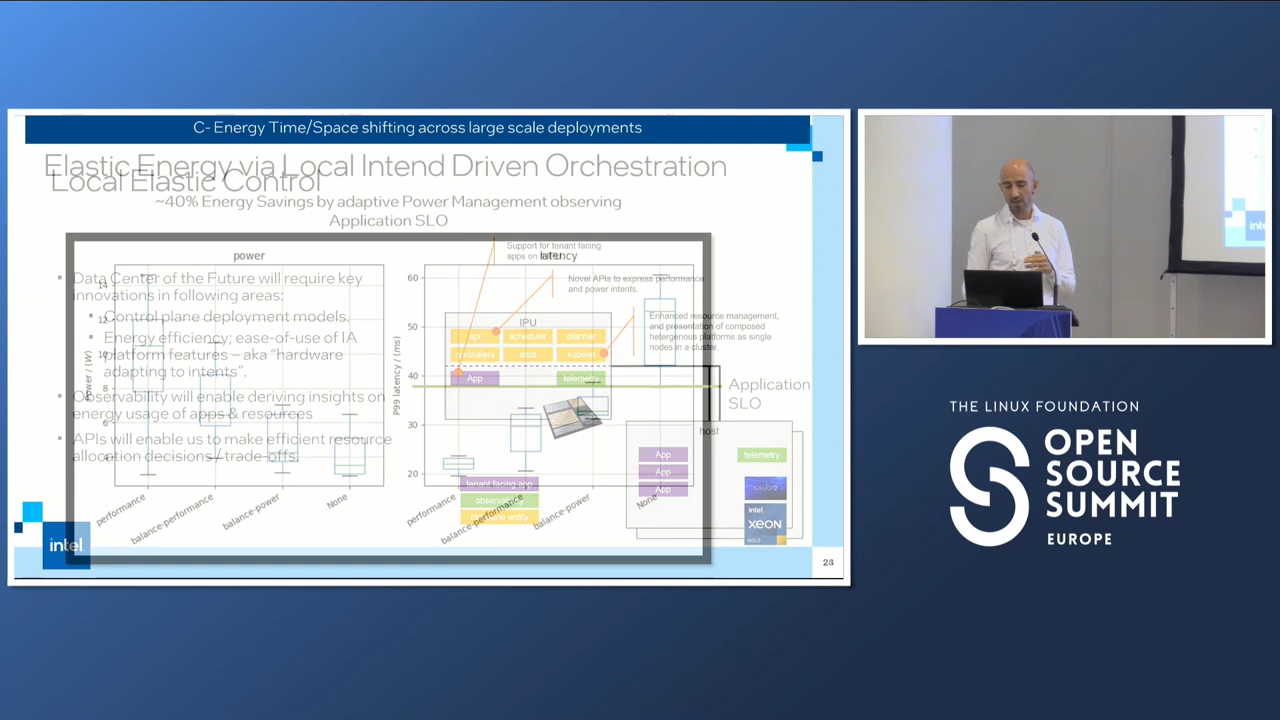 C- Energy Time/Space shifting across large scale deployments
Elastic Energy via Local Intend Driven Orchestration
Local Elastic Control
~40% Energy Savings by adaptive Power Management observing
Application SLO
Data Center of the Future will require key
innovations in following areas:
Control plane deployment models.
Energy efficiency; ease-of-use of IA
platform features – aka “hardware
adapting to intents”.
Observability will enable deriving insights on
energy usage of apps & resources
APIs will enable us to make efficient resource
allocation decisions / trade-offs.
power
14
12
10
8
6
4
Power / (W)
performance
balance-performance
balance-power
None
latency
60
50
40
30
20
P99 latency / (ms)
performance
balance-performance
balance-power
None
Application
SLO
Support for tenant facing
apps on
Novel APIs to express performance
and power intents.
Enhanced resource management,
and presentation of composed
hetergenous platforms as single
nodes in a cluster.
IPU
api
scheduler
planner
controllers
etcd
kubelet
App
telemetry
host
App
App
App
telemetry
intel
XEON
GOLD
tenant facing app
observability
intel
THE LINUX FOUNDATION
OPEN
SOURCE
SUMMIT
EUROPE